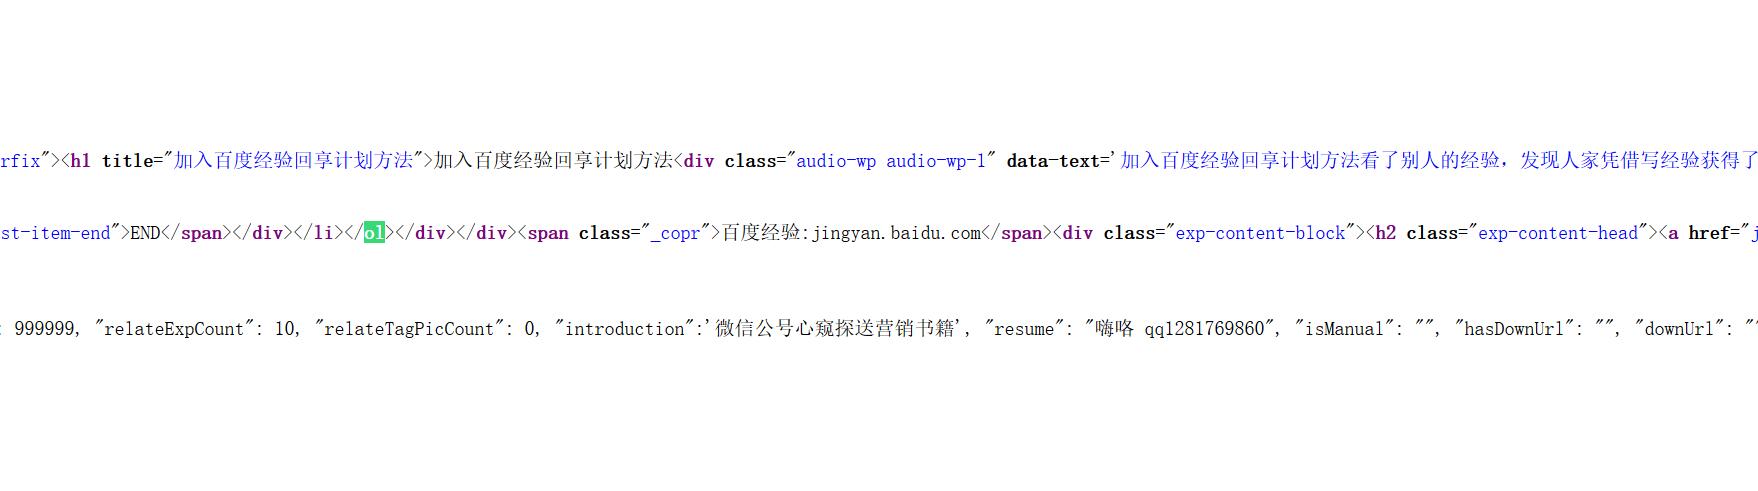 rfix"><h1 title="加入百度经验回享计划方法">加入百度经验回享计划方法<div class="audio-wp audio-wp-1" data-text='加入百度经验回享计划方法看了别人的经验，发现人家凭借写经验获得了
st-item-end">END</span></div></li></ol></div></div><span class="_copr">百度经验:jingyan.baidu.com</span><div class="exp-content-block"><h2 class="exp-content-head"><a href="j
: 999999, "relateExpCount": 10, "relateTagPicCount": 0, "introduction":'微信公号心窥探送营销书籍', "resume": "嗨咯 qq1281769860", "isManual": "", "hasDownUrl": "", "downUrl": ""